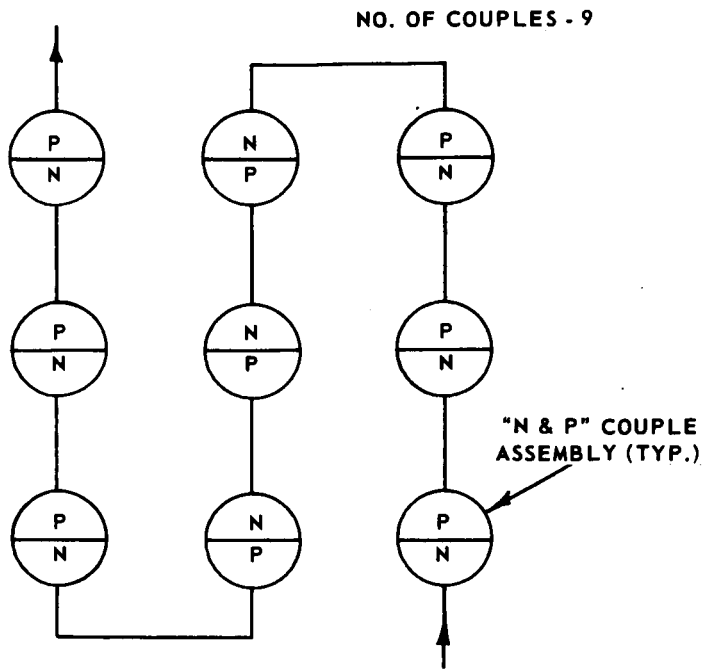 NO. OF COUPLES - 9
P N P
N P N
P N P
N P N
"N & P" COUPLE
ASSEMBLY (TYP.)
P N P
N P N